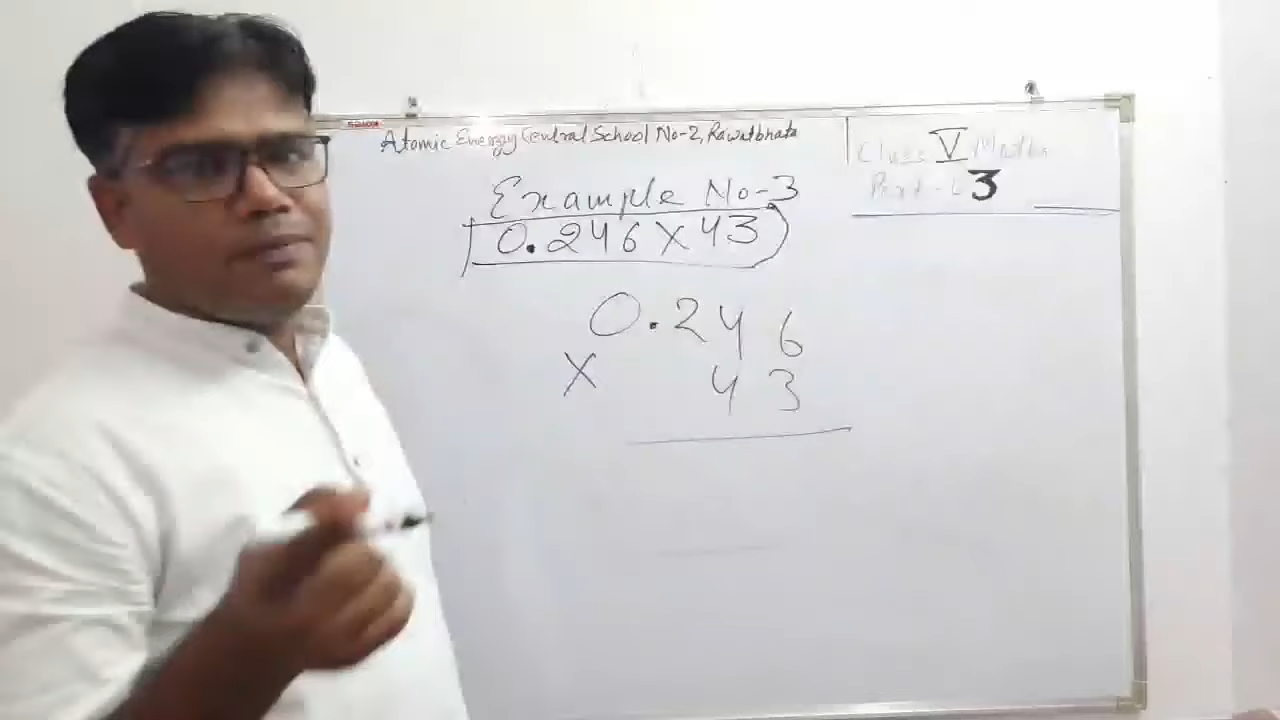 Atomic Energy Central School No-2, Rawatbhata
Class V Maths
Part-L 3
Example No-3
0.246 X 43
0.246
X 43